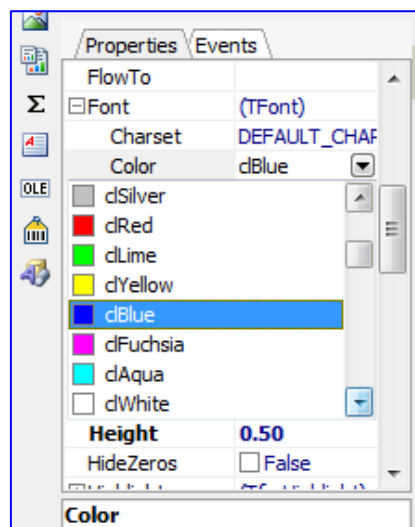 Properties Events
FlowTo
Font (TFont)
Σ
Charset DEFAULT_CHAR
Color clBlue
OLE
clSilver
clRed
clLime
clYellow
clBlue
clFuchsia
clAqua
clWhite
Height 0.50
HideZeros False
Color